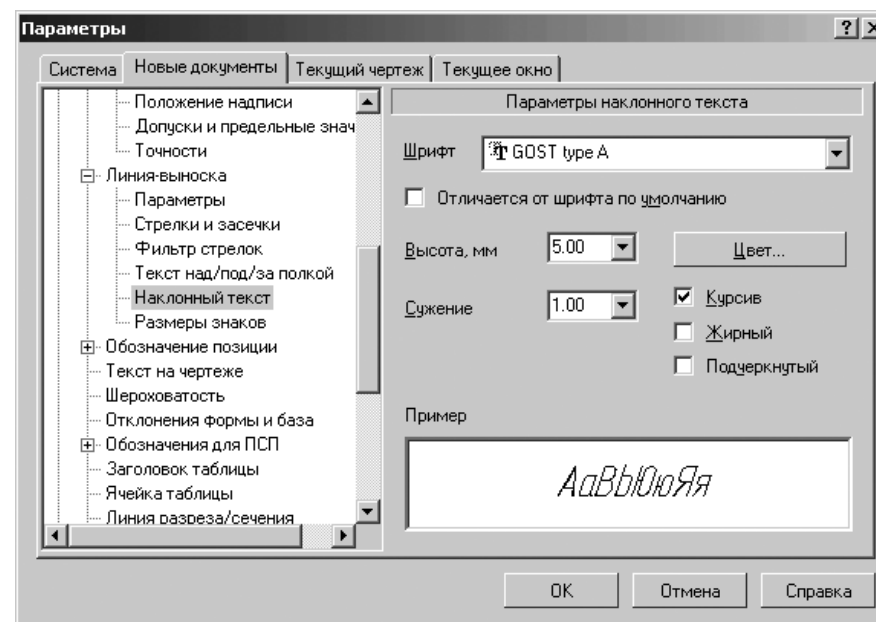 Параметры
Система Новые документы Текущий чертеж Текущее окно
Положение надписи
Допуски и предельные знач
Точности
Линия-выноска
Параметры
Стрелки и засечки
Фильтр стрелок
Текст над/под/за полкой
Наклонный текст
Размеры знаков
Обозначение позиции
Текст на чертеже
Шероховатость
Отклонения формы и база
Обозначения для ПСП
Заголовок таблицы
Ячейка таблицы
Линия разреза/сечения
Параметры наклонного текста
Шрифт GOST type A
Отличается от шрифта по умолчанию
Высота, мм 5.00 Цвет...
Сужение 1.00 Курсив
Жирный
Подчеркнутый
Пример
АаВЬЮюЯя
OK Отмена Справка